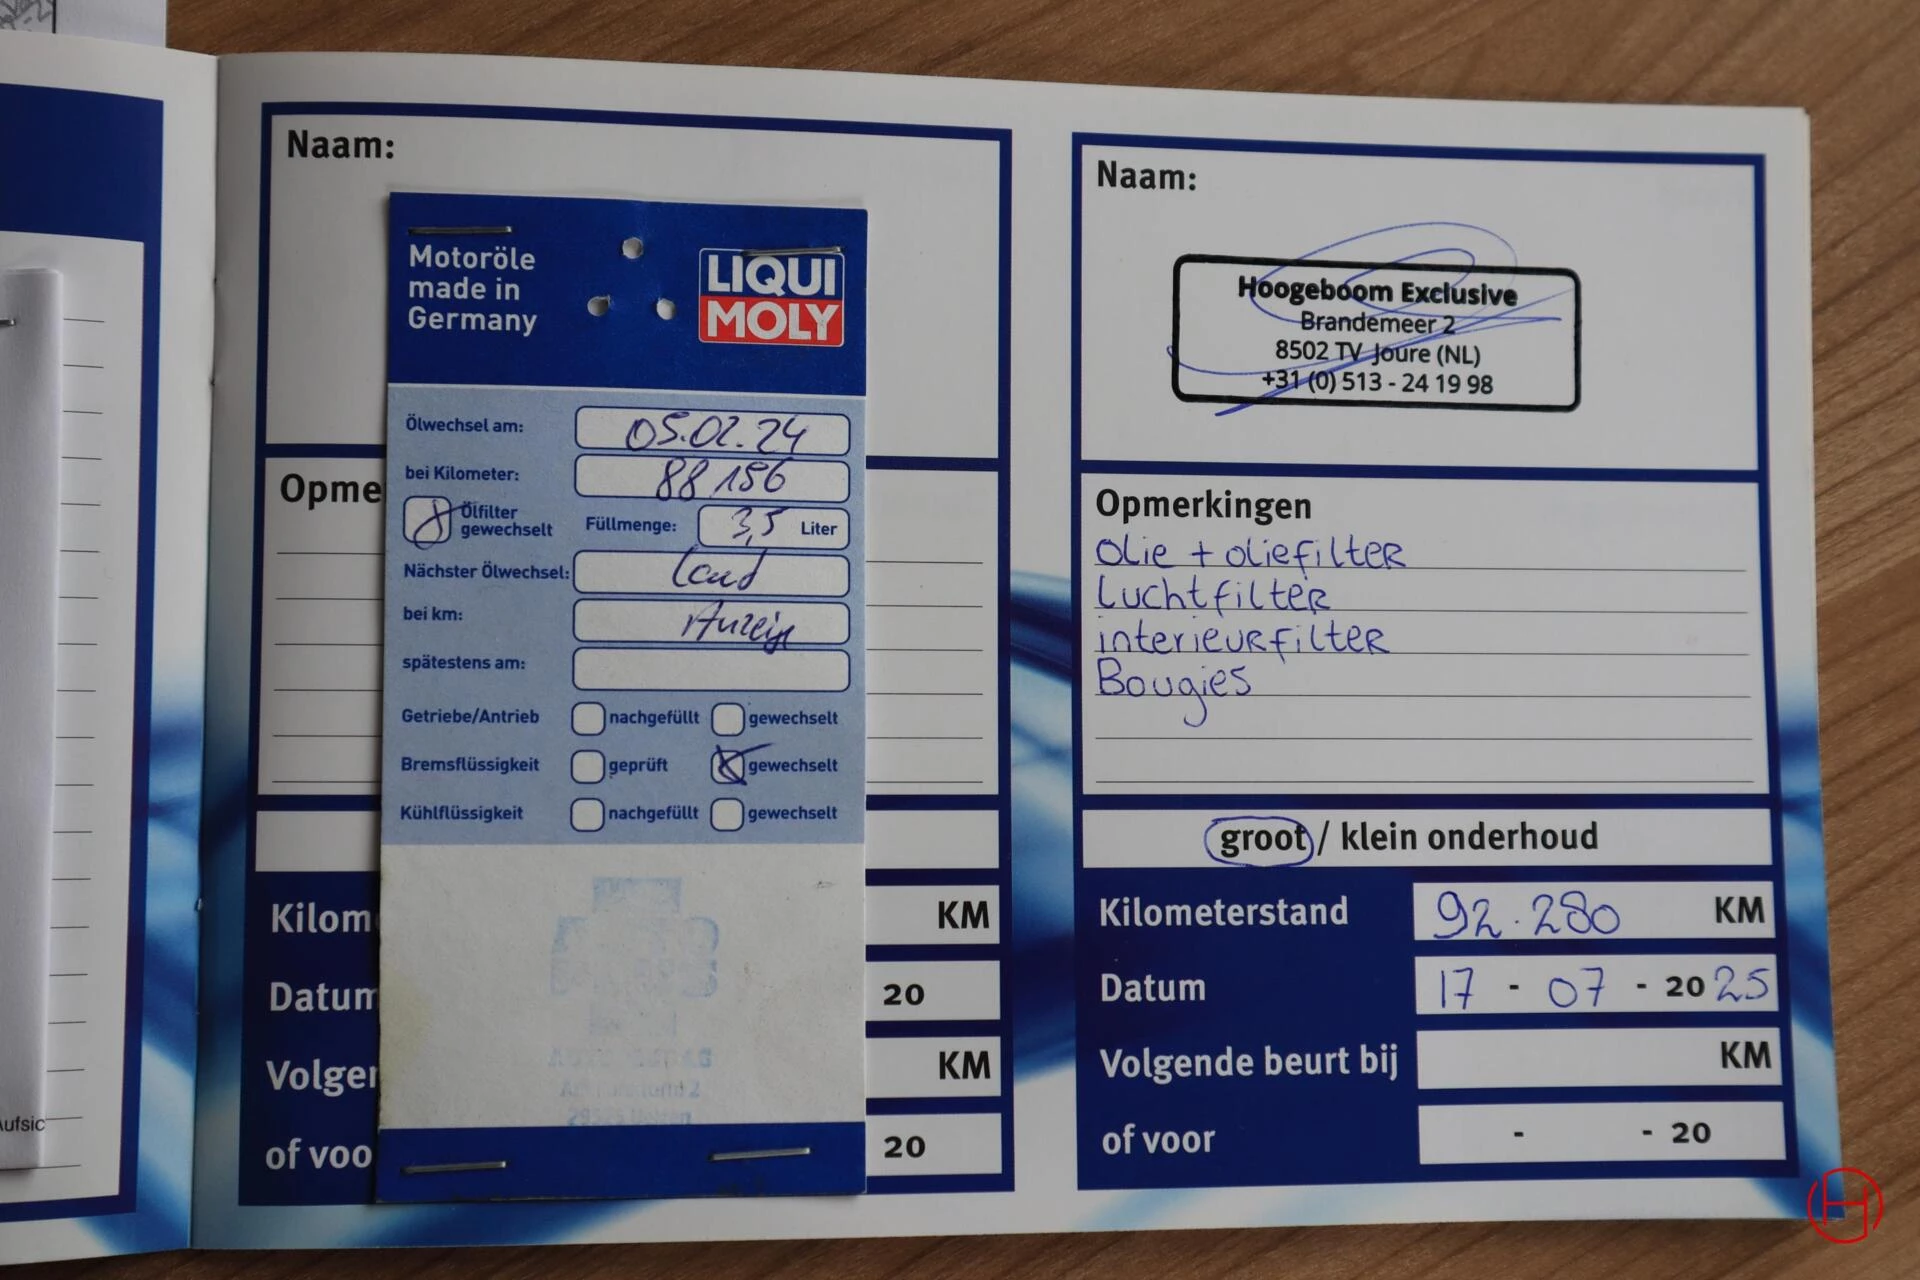 Naam:
Motoröle
made in
Germany
LIQUI
MOLY
Ölwechsel am: 05.02.24
bei Kilometer: 88 156
Ölfilter
gewechselt
Füllmenge: 3,5 Liter
Nächster Ölwechsel: laut
bei km: Anzeige
spätestens am:
Getriebe/Antrieb nachgefüllt gewechselt
Bremsflüssigkeit geprüft gewechselt
Kühlflüssigkeit nachgefüllt gewechselt
Opme
Kilom KM
Datum 20
Volger KM
of voo 20
Aufsic
Naam:
Hoogeboom Exclusive
Brandemeer 2
8502 TV Joure (NL)
+31 (0) 513 - 24 19 98
Opmerkingen
Olie + oliefilter
Luchtfilter
interieurfilter
Bougies
groot / klein onderhoud
Kilometerstand 92.280 KM
Datum 17 - 07 - 2025
Volgende beurt bij KM
of voor - - 20